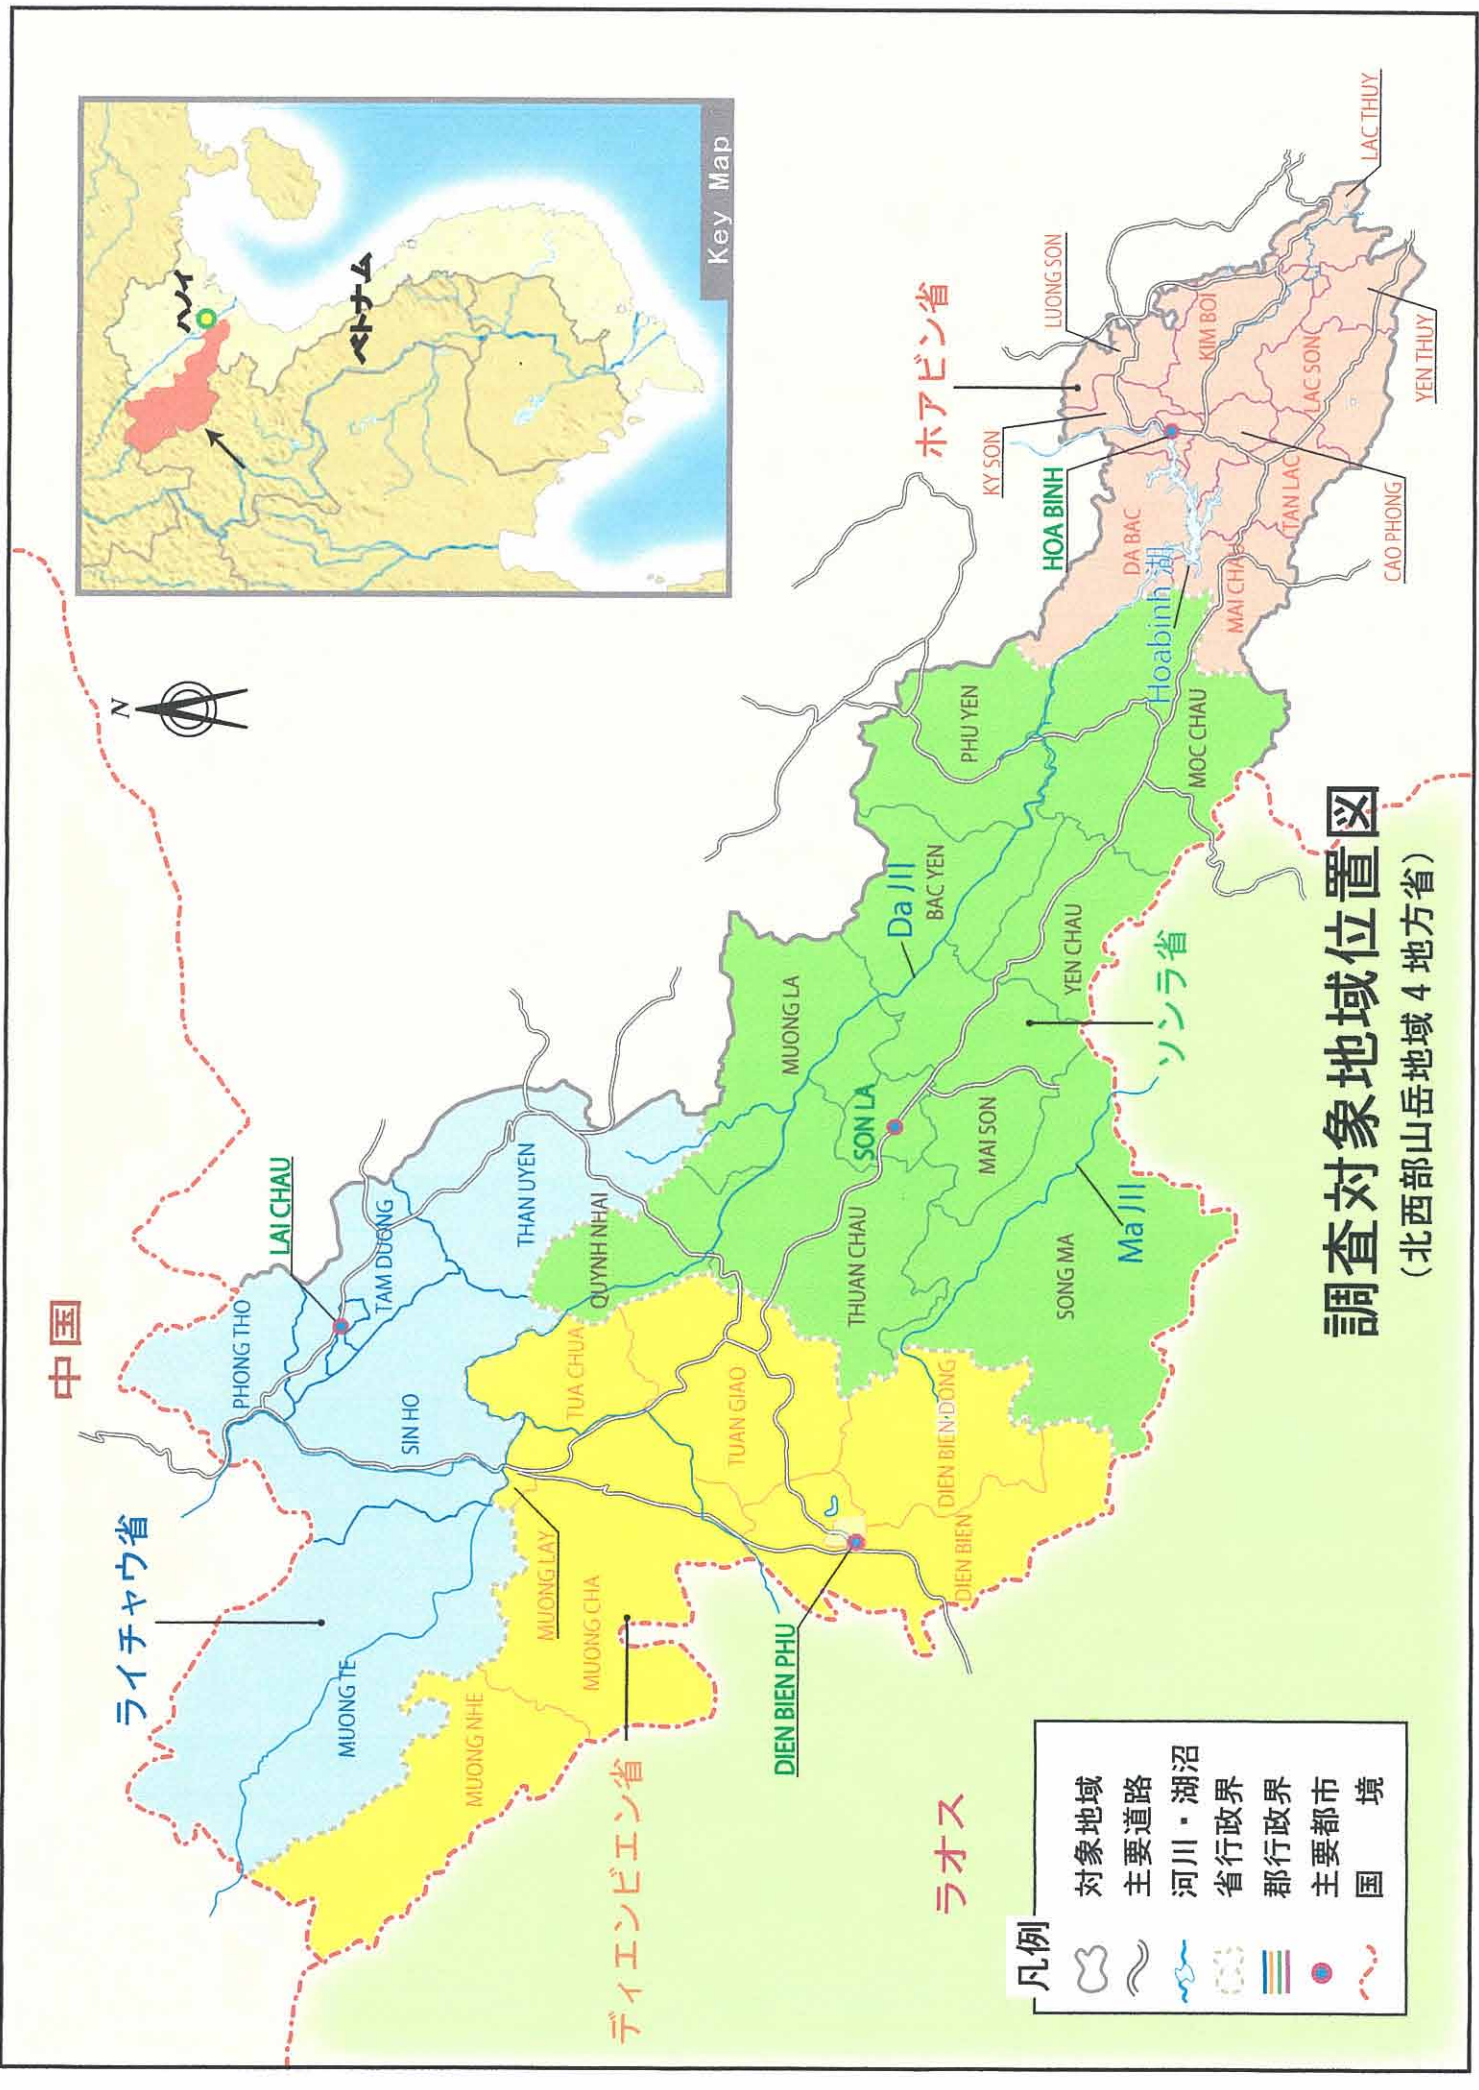 中国
ライチャウ省
PHONG THO
LAI CHAU
TAM DUONG
SIN HO
MUONG TE
THAN UYEN
MUONG NHE
MUONG LAY
MUONG CHA
TUA CHUA
QUYNH NHAI
ディエンビエン省
TUAN GIAO
DIEN BIEN PHU
DIEN BIEN DONG
DIEN BIEN
ラオス
MUONG LA
SON LA
THUAN CHAU
MAI SON
SONG MA
Ma川
Da川
BAC YEN
PHU YEN
YEN CHAU
MOC CHAU
ソンラ省
ホアビン省
KY SON
LUONG SON
HOA BINH
DA BAC
Hoabinh湖
MAI CHAU
TAN LAC
KIM BOI
LAC SON
CAO PHONG
YEN THUY
LAC THUY
N
ハノイ
ベトナム
Key Map
凡例
対象地域
主要道路
河川・湖沼
省行政界
郡行政界
主要都市
国 境
調査対象地域位置図
(北西部山岳地域4地方省)